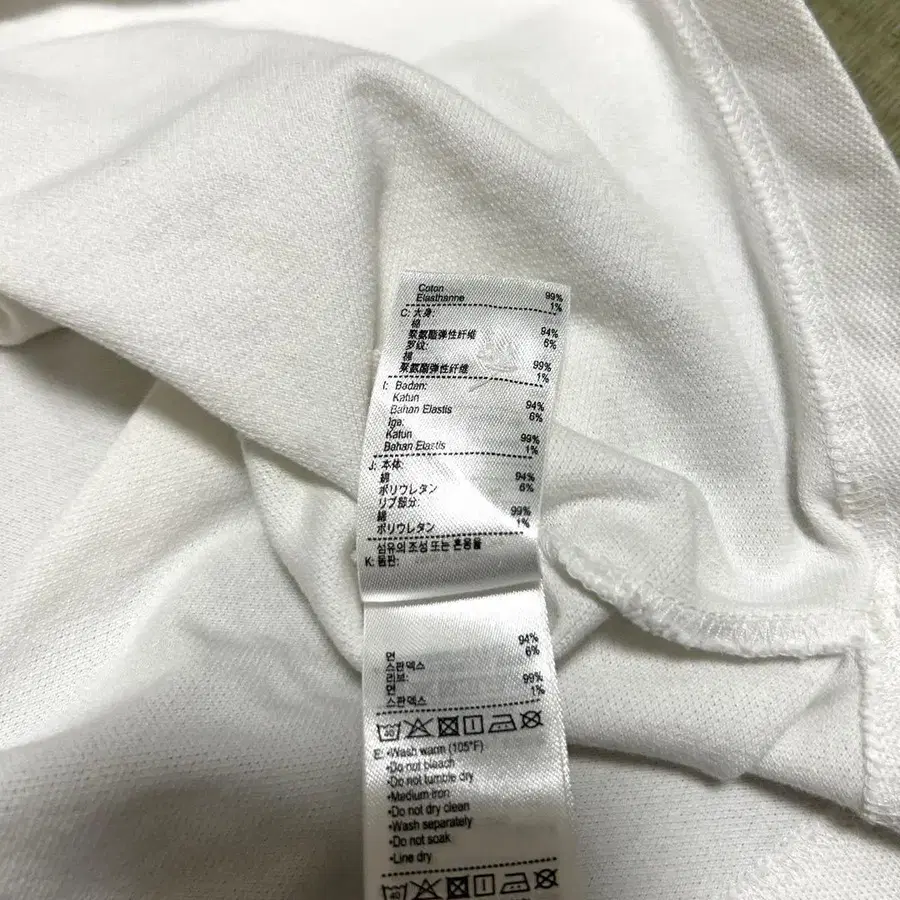 Coton 99%
Elasthanne 1%
C: 大身:
棉 94%
聚氨酯弹性纤维 6%
罗纹:
棉 99%
聚氨酯弹性纤维 1%
I: Badan:
Katun 94%
Bahan Elastis 6%
Iga:
Katun 99%
Bahan Elastis 1%
J: 本体:
綿 94%
ポリウレタン 6%
リブ部分:
綿 99%
ポリウレタン 1%
섬유의 조성 또는 혼용율
K: 몸판:
면 94%
스판덱스 6%
리브:
면 99%
스판덱스 1%
40
E: •Wash warm (105°F)
•Do not bleach
•Do not tumble dry
•Medium iron
•Do not dry clean
•Wash separately
•Do not soak
•Line dry
40